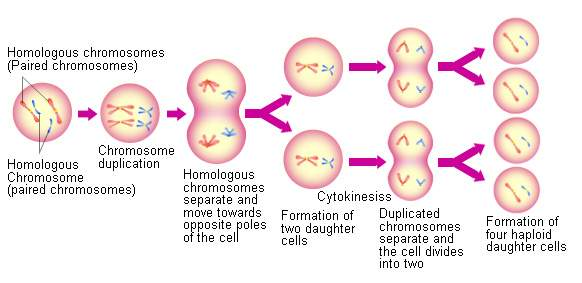 Homologous chromosomes
(Paired chromosomes)
Homologous
Chromosome
(paired chromosomes)
Chromosome
duplication
Homologous
chromosomes
separate and
move towards
opposite poles
of the cell
Cytokinesiss
Formation of
two daughter
cells
Duplicated
chromosomes
separate and
the cell divides
into two
Formation of
four haploid
daughter cells